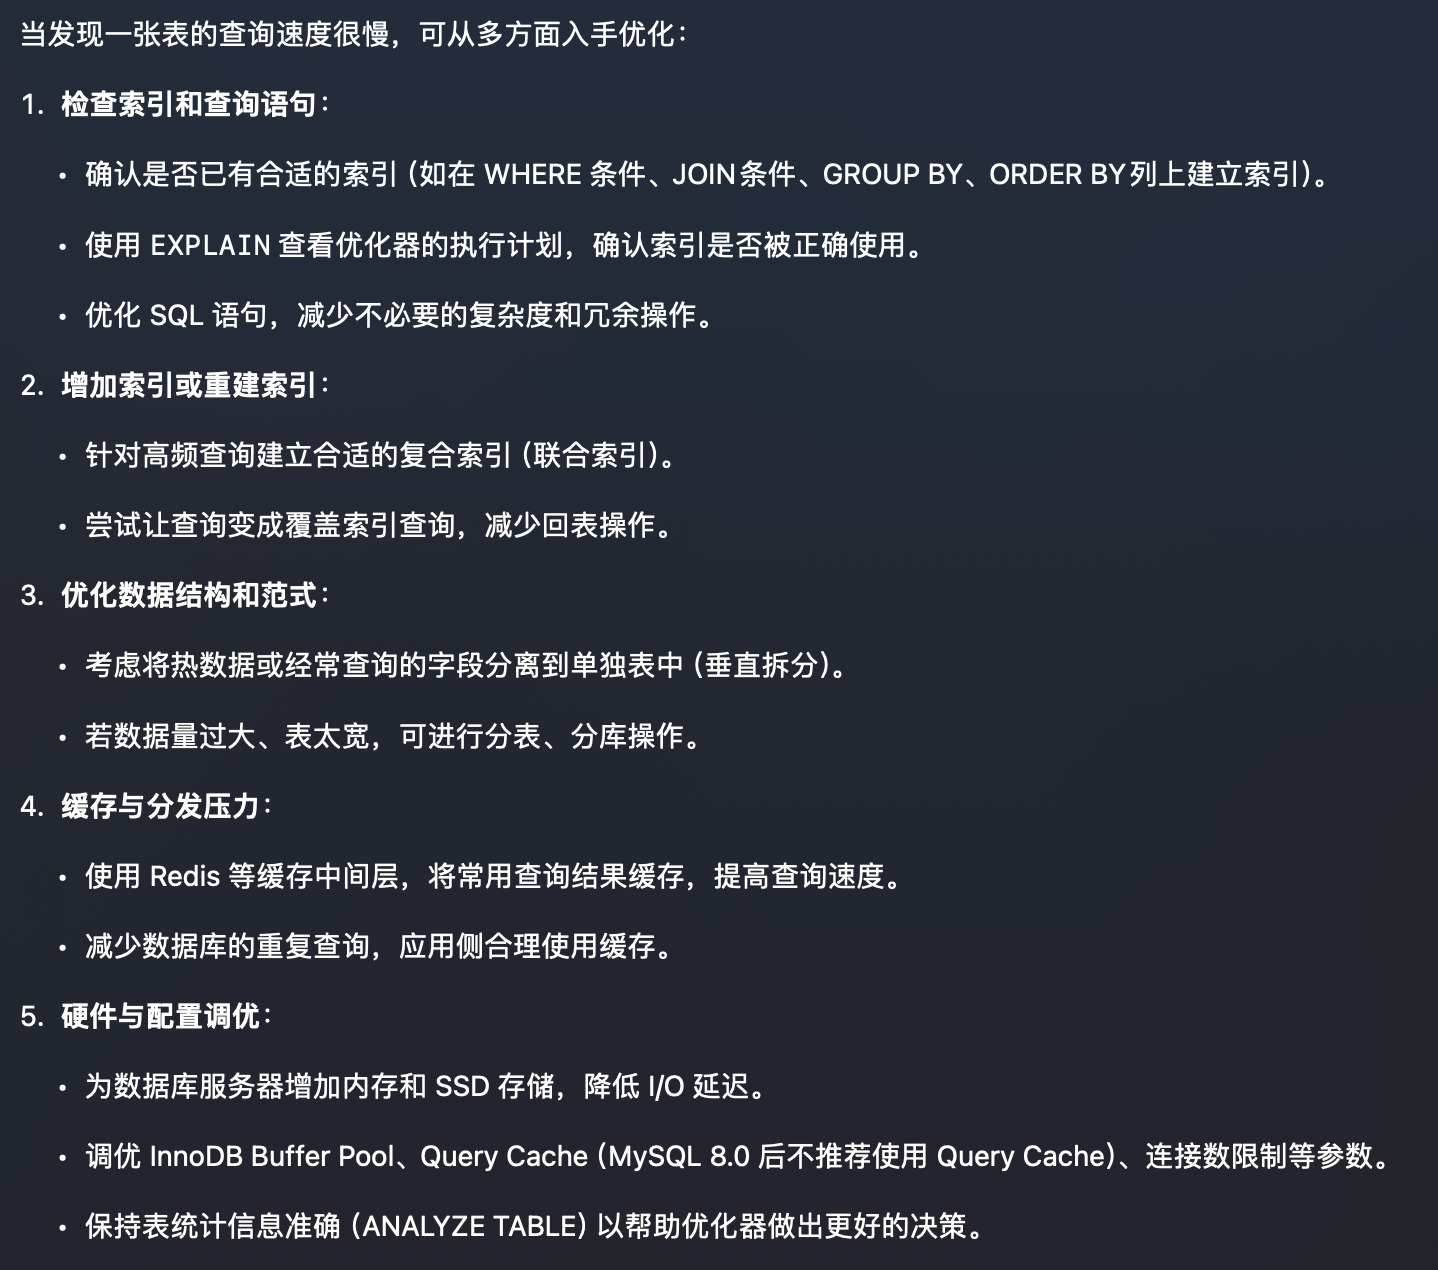 当发现一张表的查询速度很慢，可从多方面入手优化：
1. 检查索引和查询语句：
• 确认是否已有合适的索引（如在 WHERE 条件、JOIN条件、GROUP BY、ORDER BY列上建立索引）。
• 使用 EXPLAIN 查看优化器的执行计划，确认索引是否被正确使用。
• 优化 SQL 语句，减少不必要的复杂度和冗余操作。
2. 增加索引或重建索引：
• 针对高频查询建立合适的复合索引（联合索引）。
• 尝试让查询变成覆盖索引查询，减少回表操作。
3. 优化数据结构和范式：
• 考虑将热数据或经常查询的字段分离到单独表中（垂直拆分）。
• 若数据量过大、表太宽，可进行分表、分库操作。
4. 缓存与分发压力：
• 使用 Redis 等缓存中间层，将常用查询结果缓存，提高查询速度。
• 减少数据库的重复查询，应用侧合理使用缓存。
5. 硬件与配置调优：
• 为数据库服务器增加内存和 SSD 存储，降低 I/O 延迟。
• 调优 InnoDB Buffer Pool、Query Cache（MySQL 8.0 后不推荐使用 Query Cache）、连接数限制等参数。
• 保持表统计信息准确（ANALYZE TABLE）以帮助优化器做出更好的决策。